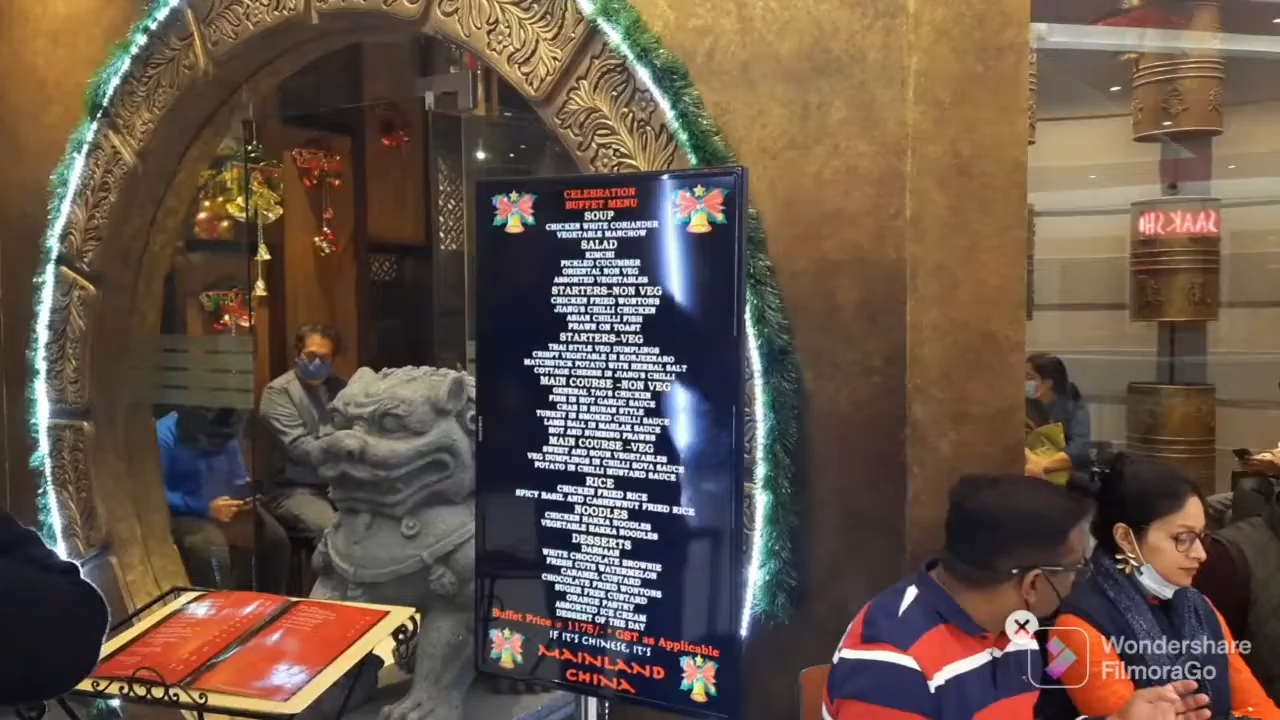 CELEBRATION
BUFFET MENU
SOUP
CHICKEN WHITE CORIANDER
VEGETABLE MANCHOW
SALAD
KIMCHI
PICKLED CUCUMBER
ORIENTAL NON VEG
ASSORTED VEGETABLES
STARTERS-NON VEG
CHICKEN FRIED WONTONS
JIANG'S CHILLI CHICKEN
ASIAN CHILLI FISH
PRAWN ON TOAST
STARTERS-VEG
THAI STYLE VEG DUMPLINGS
CRISPY VEGETABLE IN KONJEENARO
MATCHSTICK POTATO WITH HERBAL SALT
COTTAGE CHEESE IN JIANG'S CHILLI
MAIN COURSE -NON VEG
GENERAL TAO'S CHICKEN
FISH IN HOT GARLIC SAUCE
CRAB IN HUNAN STYLE
TURKEY IN SMOKED CHILLI SAUCE
LAMB BALL IN MAHLAK SAUCE
HOT AND NUMBING PRAWNS
MAIN COURSE -VEG
SWEET AND SOUR VEGETABLES
VEG DUMPLINGS IN CHILLI SOYA SAUCE
POTATO IN CHILLI MUSTARD SAUCE
RICE
CHICKEN FRIED RICE
SPICY BASIL AND CASHEWNUT FRIED RICE
NOODLES
CHICKEN HAKKA NOODLES
VEGETABLE HAKKA NOODLES
DESSERTS
DARSAAN
WHITE CHOCOLATE BROWNIE
FRESH CUTS WATERMELON
CARAMEL CUSTARD
CHOCOLATE FRIED WONTONS
SUGER FREE CUSTARD
ORANGE PASTRY
ASSORTED ICE CREAM
DESSERT OF THE DAY
Buffet Price @ 1175/- * GST as Applicable
IF IT'S CHINESE, IT'S
MAINLAND
CHINA
Wondershare
FilmoraGo